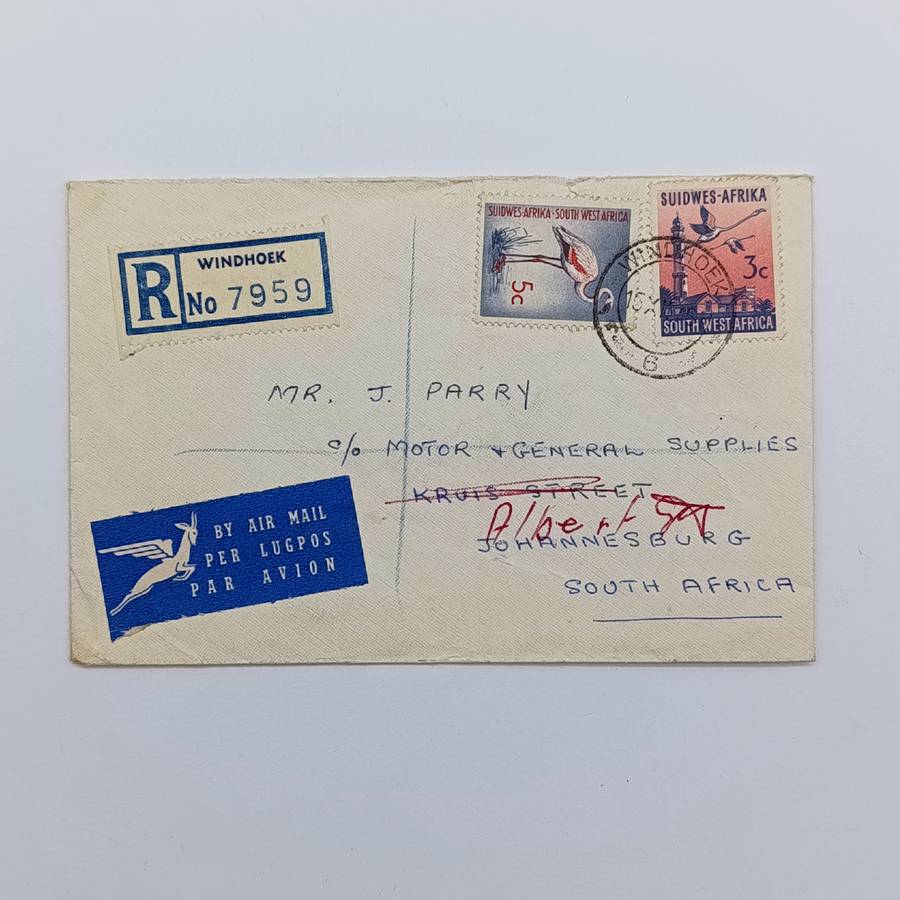 R WINDHOEK
No 7959
SUIDWES-AFRIKA · SOUTH WEST AFRICA
5c
SUIDWES-AFRIKA
3c
SOUTH WEST AFRICA
WINDHOEK
6
MR. J. PARRY
c/o MOTOR & GENERAL SUPPLIES
KRUIS STREET
Albert ST
JOHANNESBURG
SOUTH AFRICA
BY AIR MAIL
PER LUGPOS
PAR AVION